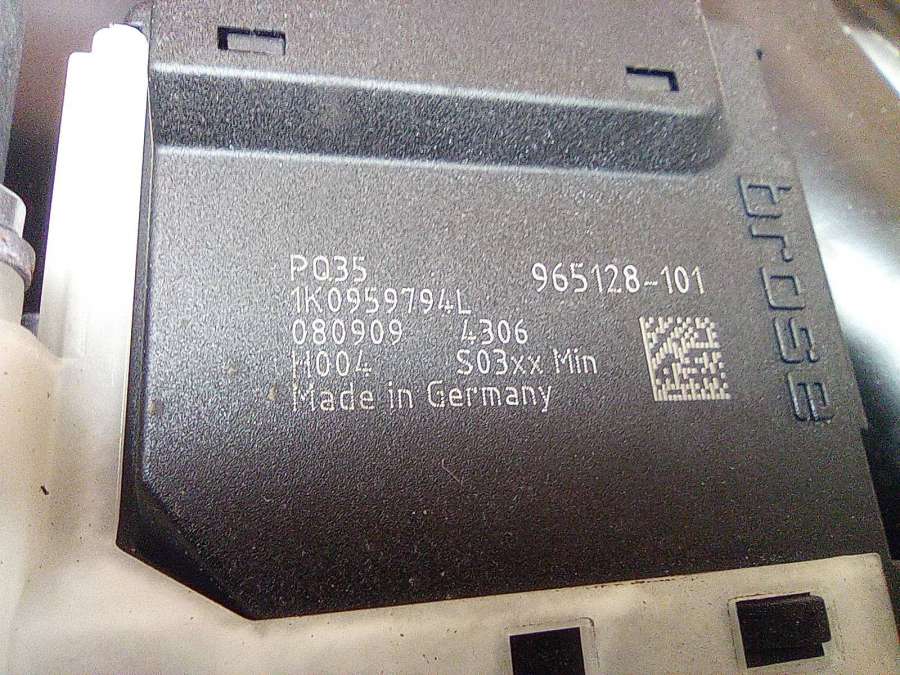 PQ35
965128-101
1K0959794L
080909 4306
H004 S03xx Min
Made in Germany
brose